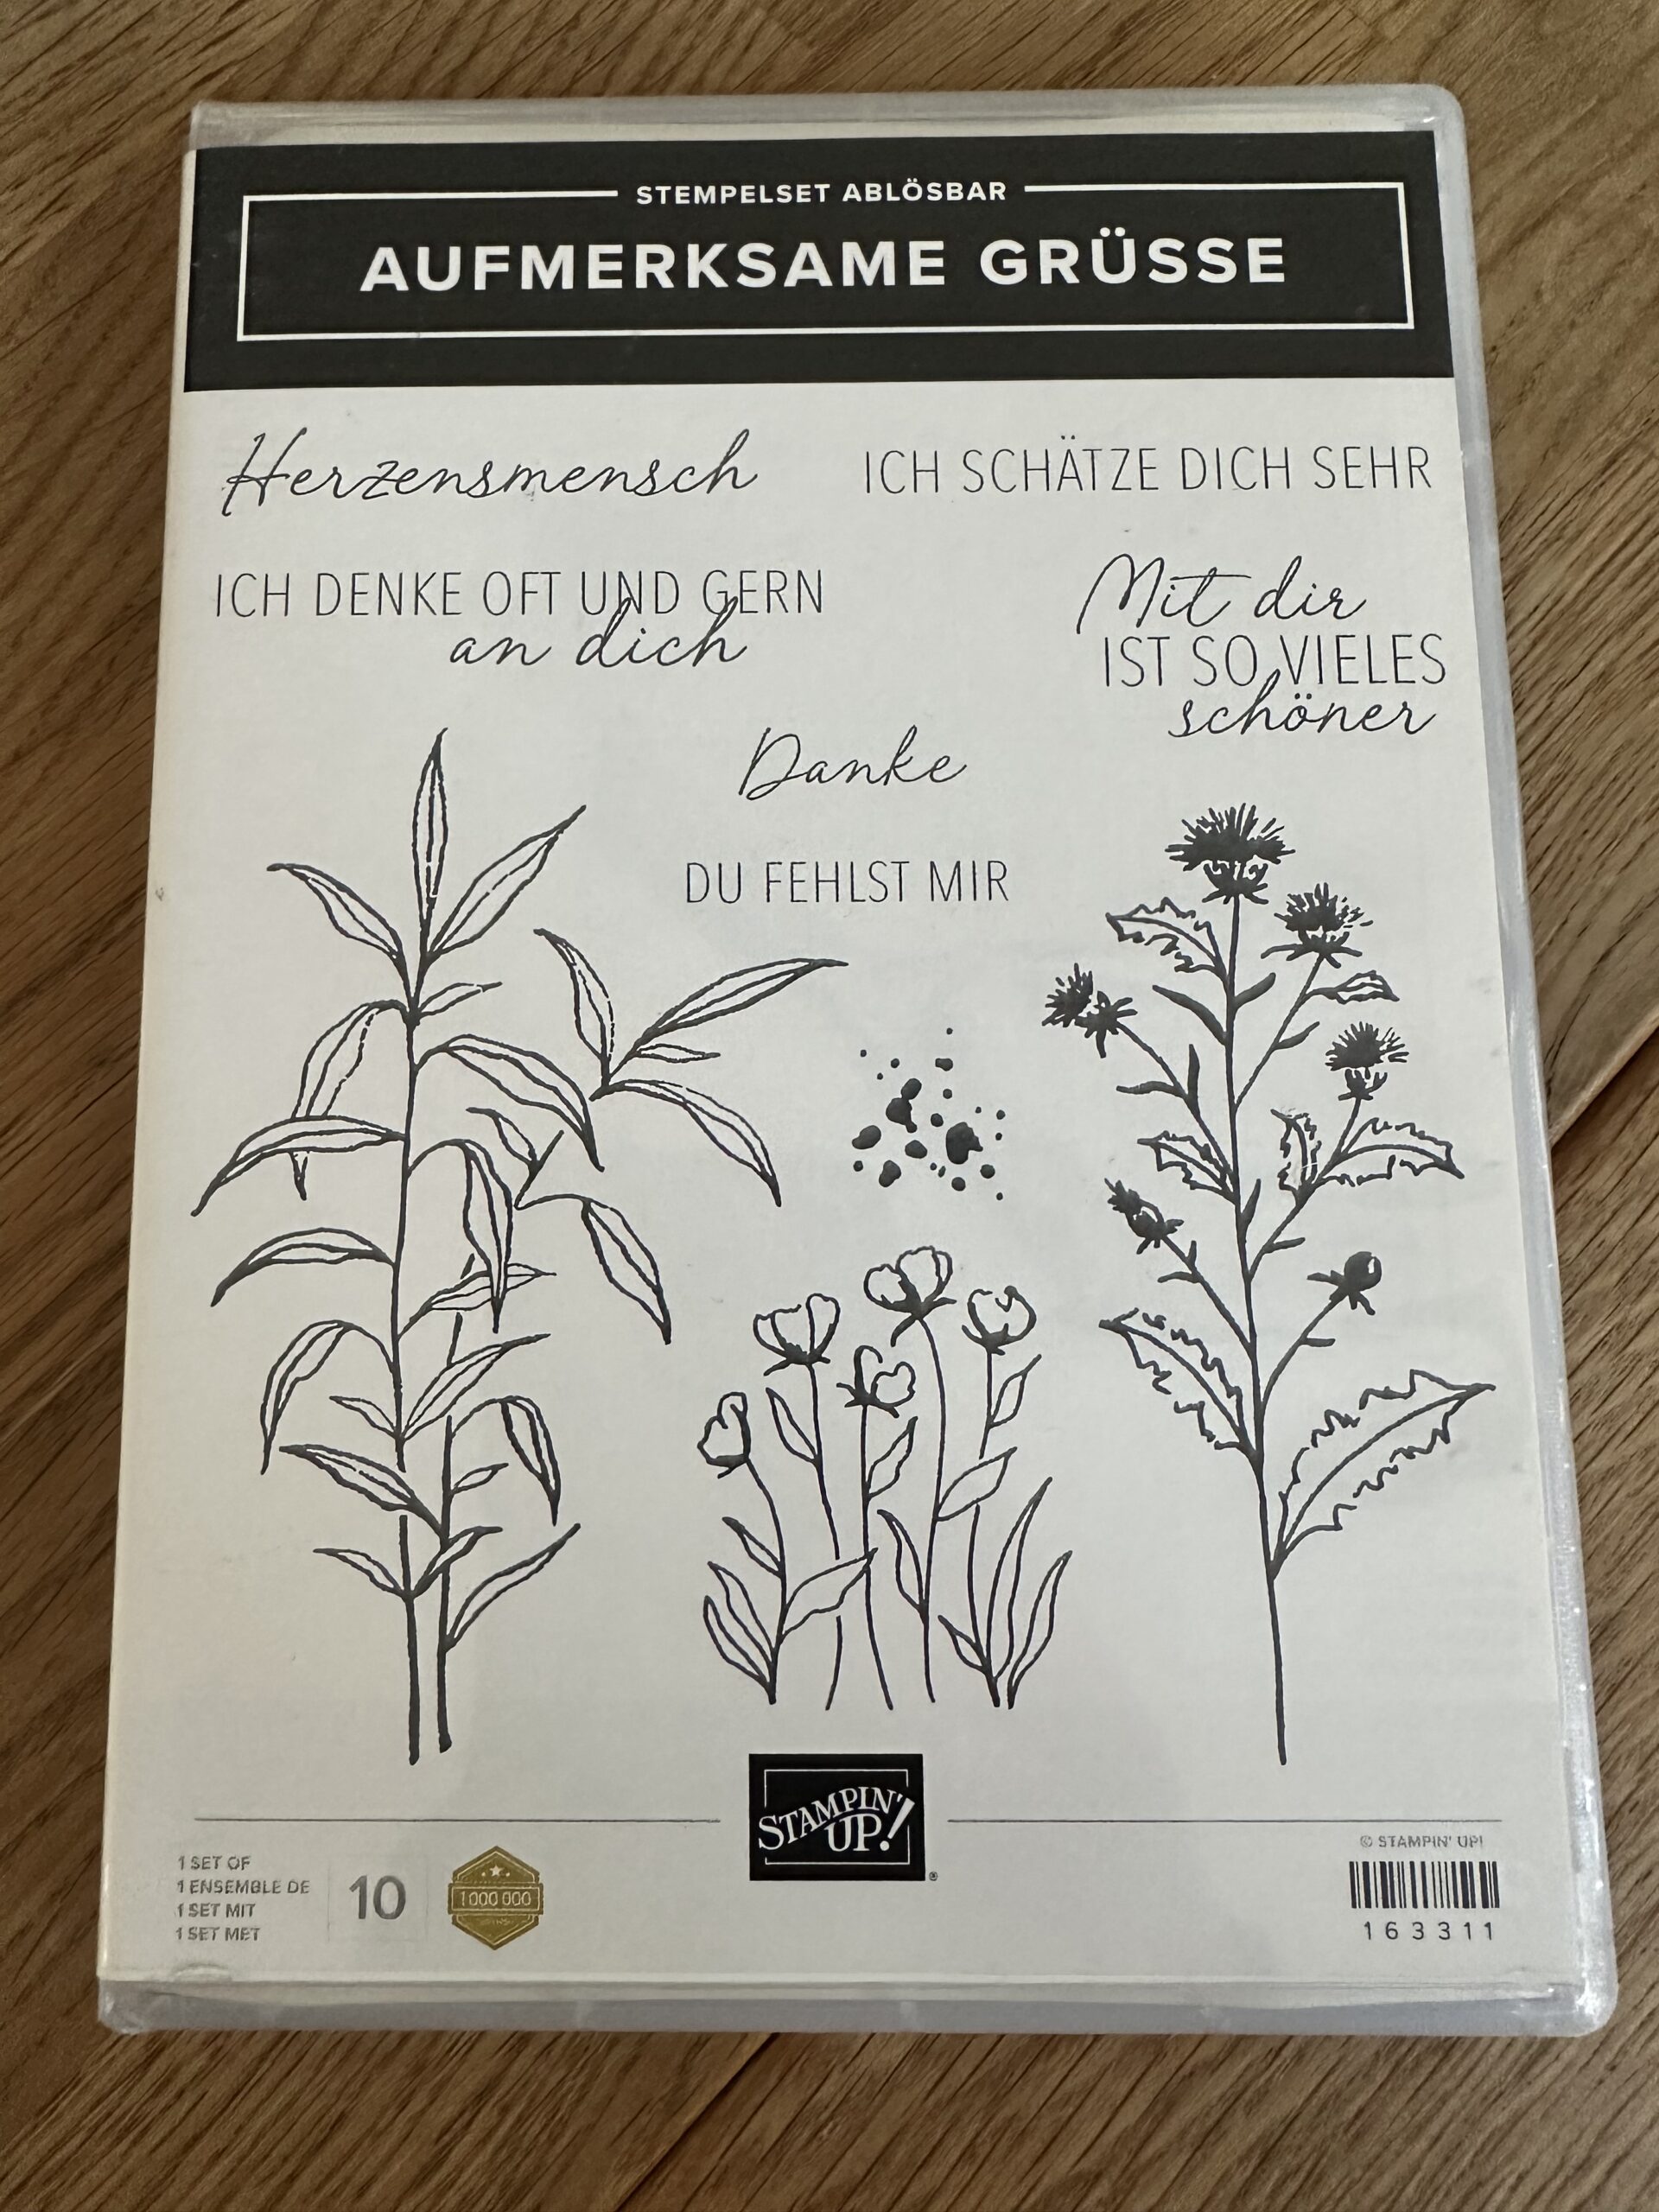 STEMPELSET ABLÖSBAR
AUFMERKSAME GRÜSSE
Herzensmensch
ICH SCHÄTZE DICH SEHR
ICH DENKE OFT UND GERN
an dich
Mit dir
IST SO VIELES
schöner
Danke
DU FEHLST MIR
STAMPIN'
UP!
®
1 SET OF
1 ENSEMBLE DE
1 SET MIT
1 SET MET
10
1 000 000
© STAMPIN' UP!
163311